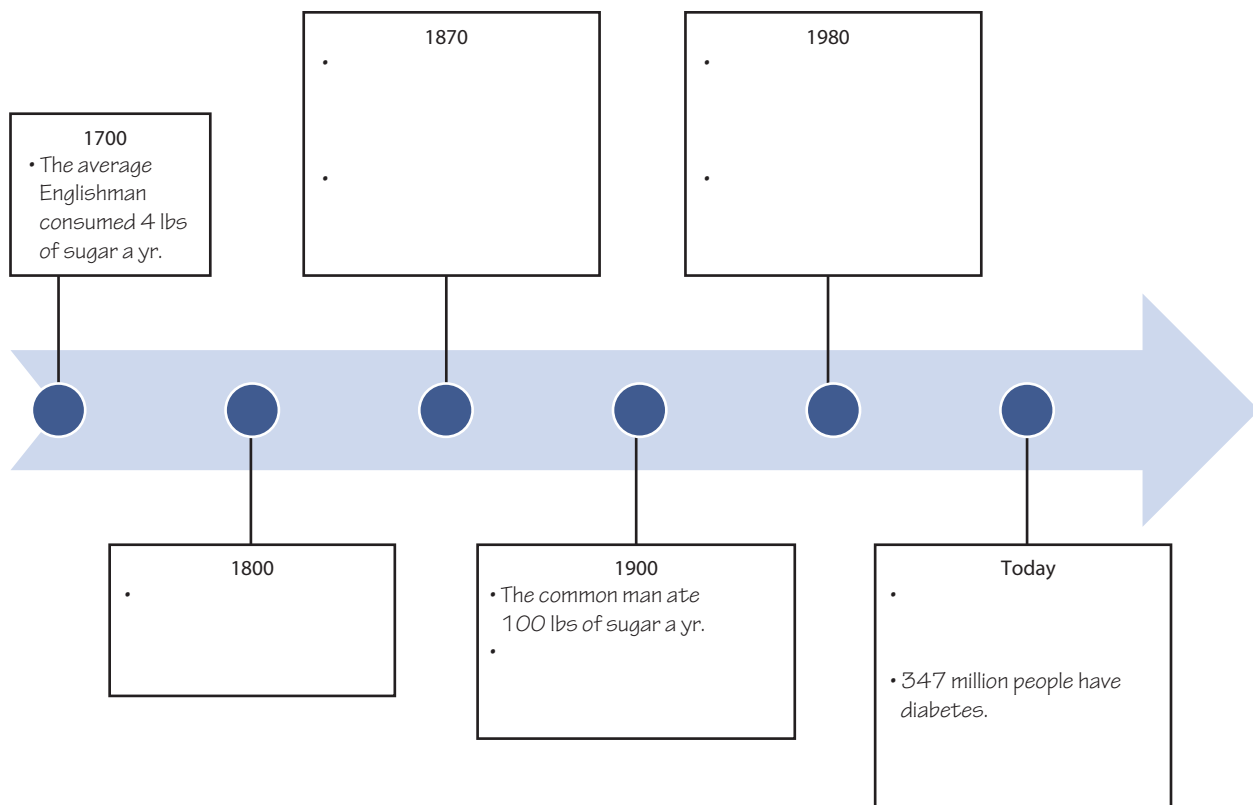 1700
• The average
Englishman
consumed 4 lbs
of sugar a yr.
1800
•
1870
•
•
1900
• The common man ate
100 lbs of sugar a yr.
•
1980
•
•
Today
•
• 347 million people have
diabetes.